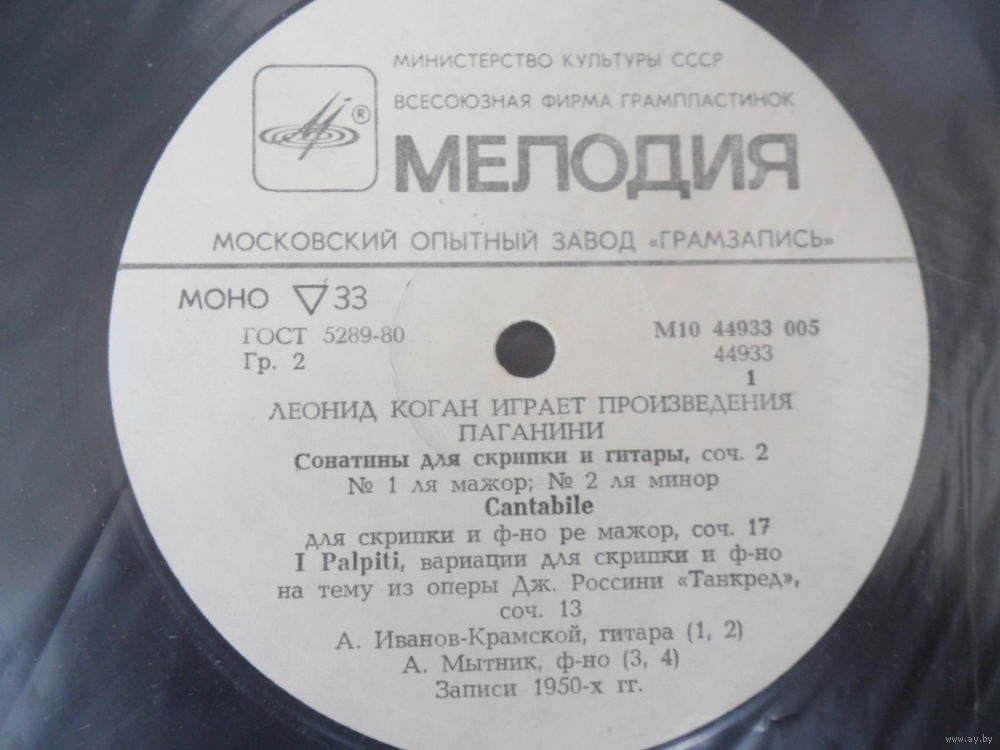 МИНИСТЕРСТВО КУЛЬТУРЫ СССР
ВСЕСОЮЗНАЯ ФИРМА ГРАМПЛАСТИНОК
®
МЕЛОДИЯ
МОСКОВСКИЙ ОПЫТНЫЙ ЗАВОД «ГРАМЗАПИСЬ»
МОНО ▽ 33
ГОСТ 5289-80
Гр. 2
М10 44933 005
44933
1
ЛЕОНИД КОГАН ИГРАЕТ ПРОИЗВЕДЕНИЯ
ПАГАНИНИ
Сонатины для скрипки и гитары, соч. 2
№ 1 ля мажор; № 2 ля минор
Cantabile
для скрипки и ф-но ре мажор, соч. 17
I Palpiti, вариации для скрипки и ф-но
на тему из оперы Дж. Россини «Танкред»,
соч. 13
А. Иванов-Крамской, гитара (1, 2)
А. Мытник, ф-но (3, 4)
Записи 1950-х гг.
www.ay.by